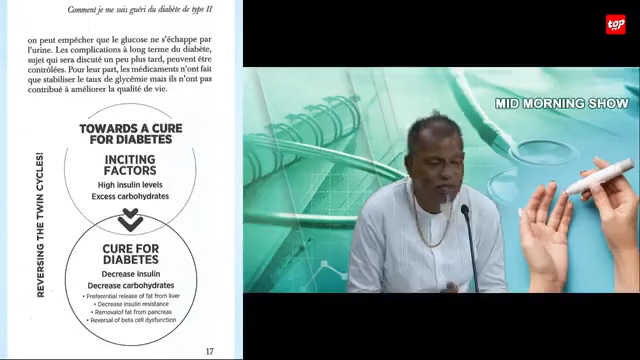 Comment je me suis guéri du diabète de type II
on peut empêcher que le glucose ne s'échappe par
l'urine. Les complications à long terme du diabète,
sujet qui sera discuté un peu plus tard, peuvent être
contrôlées. Pour leur part, les médicaments n'ont fait
que stabiliser le taux de glycémie mais ils n'ont pas
contribué à améliorer la qualité de vie.
REVERSING THE TWIN CYCLES!
TOWARDS A CURE
FOR DIABETES
INCITING
FACTORS
High insulin levels
Excess carbohydrates
CURE FOR
DIABETES
Decrease insulin
Decrease carbohydrates
• Preferential release of fat from liver
• Decrease insulin resistance
• Removalof fat from pancreas
• Reversal of beta cell dysfunction
17
top
MID MORNING SHOW